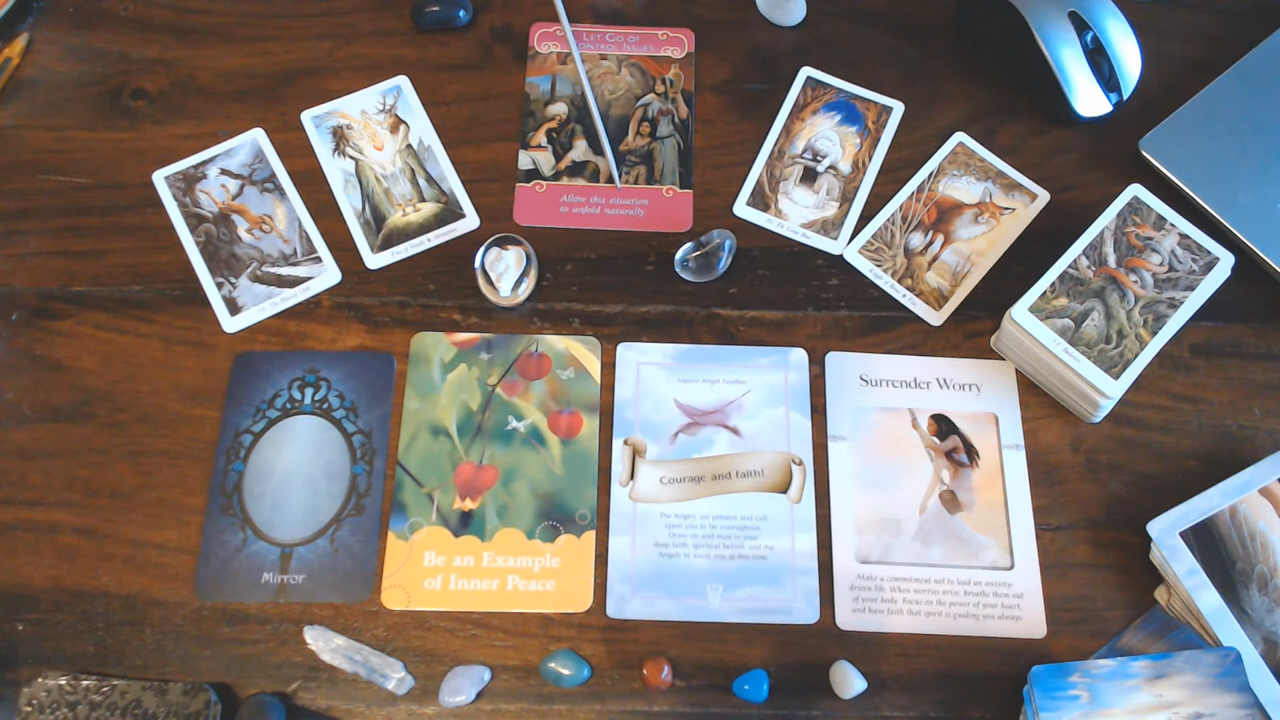 LET GO OF
CONTROL ISSUES
Allow this situation
to unfold naturally.
Mirror
Be an Example
of Inner Peace
Courage and faith!
The Angels are present and call
upon you to be courageous.
Draw on and trust in your
deep faith, spiritual beliefs and the
Angels to assist you at this time.
Surrender Worry
Make a commitment not to lead an anxiety-
driven life. When worries arise, breathe them out
of your body. Focus on the power of your heart,
and have faith that spirit is guiding you always.